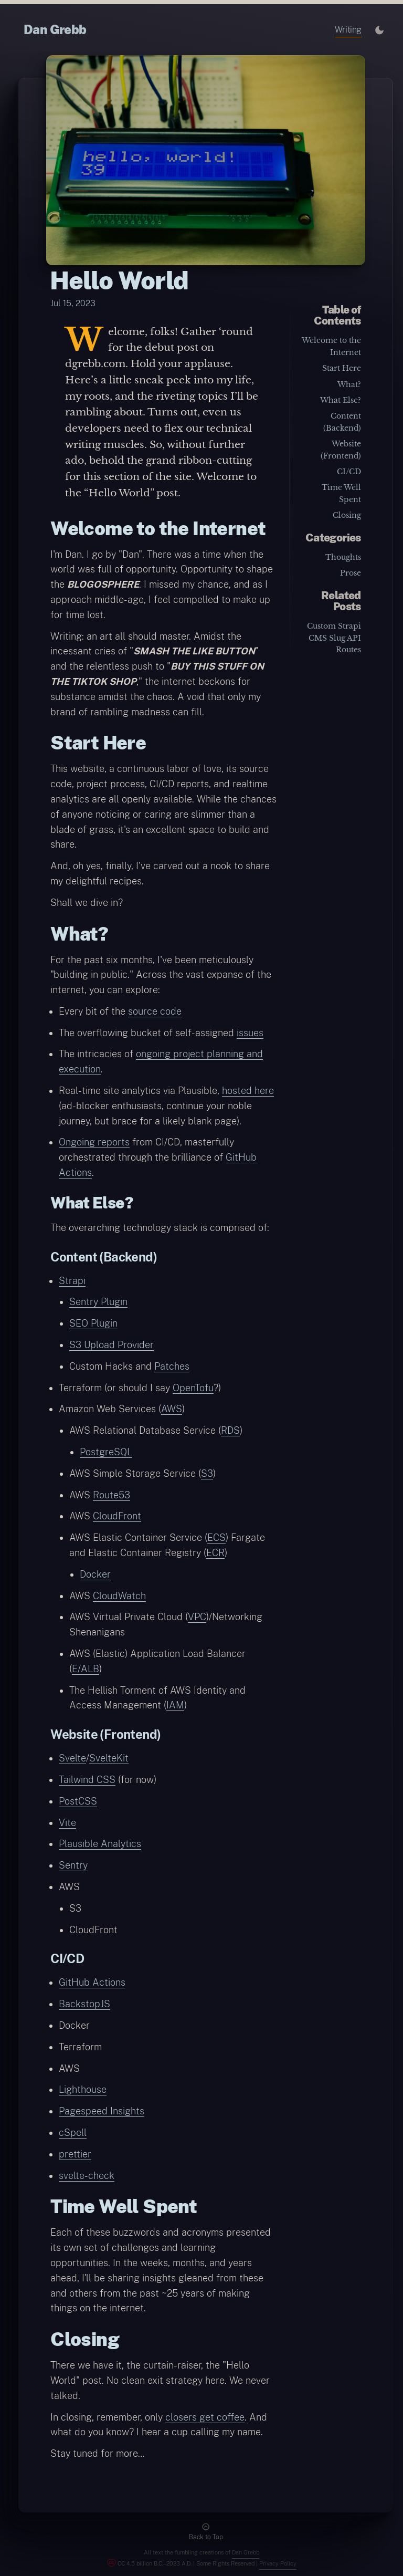 Dan Grebb
Writing
hello, world!
39
Hello World
Jul 15, 2023
Welcome, folks! Gather ‘round
for the debut post on
dgrebb.com. Hold your applause.
Here’s a little sneak peek into my life,
my roots, and the riveting topics I’ll be
rambling about. Turns out, even us
developers need to flex our technical
writing muscles. So, without further
ado, behold the grand ribbon-cutting
for this section of the site. Welcome to
the “Hello World” post.
Table of
Contents
Welcome to the
Internet
Start Here
What?
What Else?
Content
(Backend)
Website
(Frontend)
CI/CD
Time Well
Spent
Closing
Categories
Thoughts
Prose
Related
Posts
Custom Strapi
CMS Slug API
Routes
Welcome to the Internet
I'm Dan. I go by "Dan". There was a time when the
world was full of opportunity. Opportunity to shape
the BLOGOSPHERE. I missed my chance, and as I
approach middle-age, I feel compelled to make up
for time lost.
Writing: an art all should master. Amidst the
incessant cries of "SMASH THE LIKE BUTTON"
and the relentless push to "BUY THIS STUFF ON
THE TIKTOK SHOP," the internet beckons for
substance amidst the chaos. A void that only my
brand of rambling madness can fill.
Start Here
This website, a continuous labor of love, its source
code, project process, CI/CD reports, and realtime
analytics are all openly available. While the chances
of anyone noticing or caring are slimmer than a
blade of grass, it's an excellent space to build and
share.
And, oh yes, finally, I've carved out a nook to share
my delightful recipes.
Shall we dive in?
What?
For the past six months, I've been meticulously
"building in public." Across the vast expanse of the
internet, you can explore:
Every bit of the source code
The overflowing bucket of self-assigned issues
The intricacies of ongoing project planning and
execution.
Real-time site analytics via Plausible, hosted here
(ad-blocker enthusiasts, continue your noble
journey, but brace for a likely blank page).
Ongoing reports from CI/CD, masterfully
orchestrated through the brilliance of GitHub
Actions.
What Else?
The overarching technology stack is comprised of:
Content (Backend)
Strapi
Sentry Plugin
SEO Plugin
S3 Upload Provider
Custom Hacks and Patches
Terraform (or should I say OpenTofu?)
Amazon Web Services (AWS)
AWS Relational Database Service (RDS)
PostgreSQL
AWS Simple Storage Service (S3)
AWS Route53
AWS CloudFront
AWS Elastic Container Service (ECS) Fargate
and Elastic Container Registry (ECR)
Docker
AWS CloudWatch
AWS Virtual Private Cloud (VPC)/Networking
Shenanigans
AWS (Elastic) Application Load Balancer
(E/ALB)
The Hellish Torment of AWS Identity and
Access Management (IAM)
Website (Frontend)
Svelte/SvelteKit
Tailwind CSS (for now)
PostCSS
Vite
Plausible Analytics
Sentry
AWS
S3
CloudFront
CI/CD
GitHub Actions
BackstopJS
Docker
Terraform
AWS
Lighthouse
Pagespeed Insights
cSpell
prettier
svelte-check
Time Well Spent
Each of these buzzwords and acronyms presented
its own set of challenges and learning
opportunities. In the weeks, months, and years
ahead, I'll be sharing insights gleaned from these
and others from the past ~25 years of making
things on the internet.
Closing
There we have it, the curtain-raiser, the "Hello
World" post. No clean exit strategy here. We never
talked.
In closing, remember, only closers get coffee. And
what do you know? I hear a cup calling my name.
Stay tuned for more...
Back to Top
All text the fumbling creations of Dan Grebb
CC 4.5 billion B.C.-2023 A.D. | Some Rights Reserved | Privacy Policy